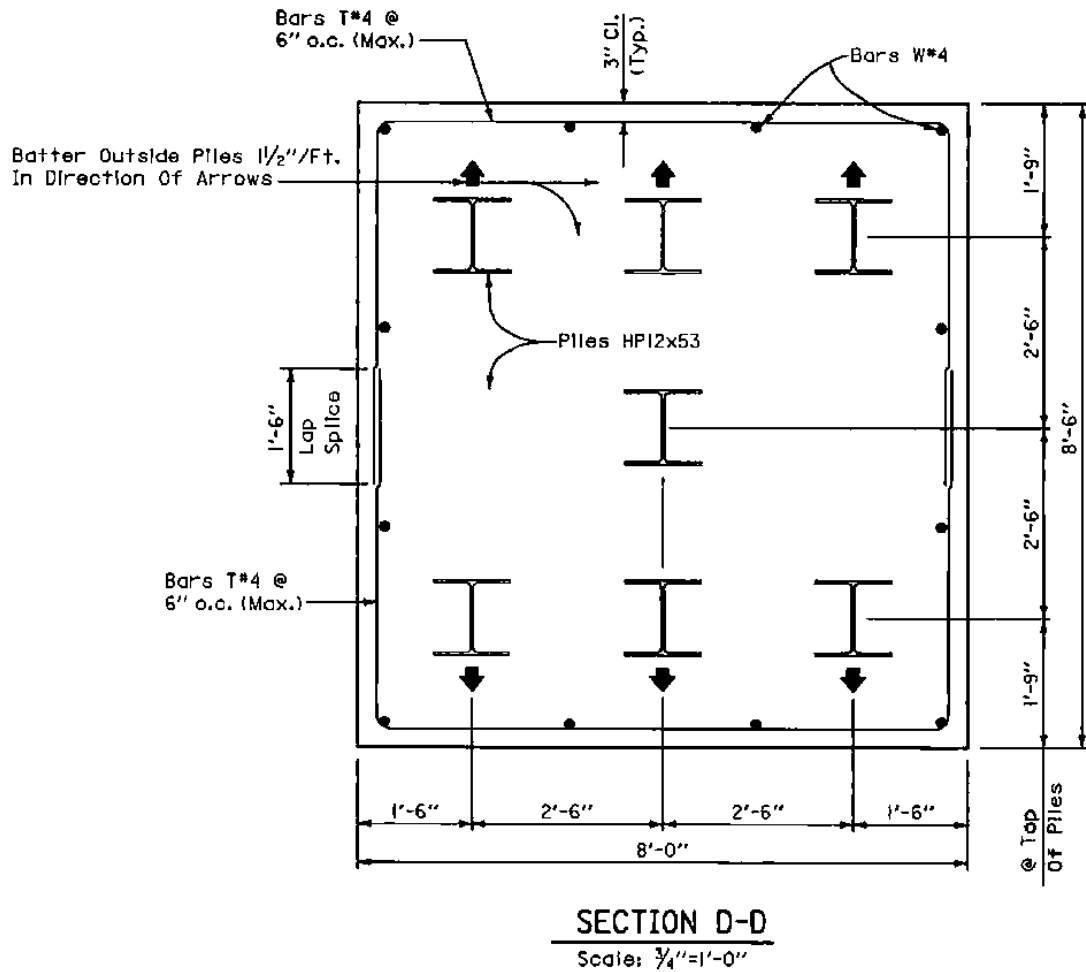 Bars T#4 @
6" o.c. (Max.)
3" Cl.
(Typ.)
Bars W#4
Batter Outside Piles 1½"/Ft.
In Direction Of Arrows
1'-9"
2'-6"
Piles HP12x53
1'-6"
Lap
Splice
8'-6"
2'-6"
Bars T#4 @
6" o.c. (Max.)
1'-9"
1'-6"
2'-6"
2'-6"
1'-6"
8'-0"
@ Top
Of Piles
SECTION D-D
Scale: ¾"=1'-0"